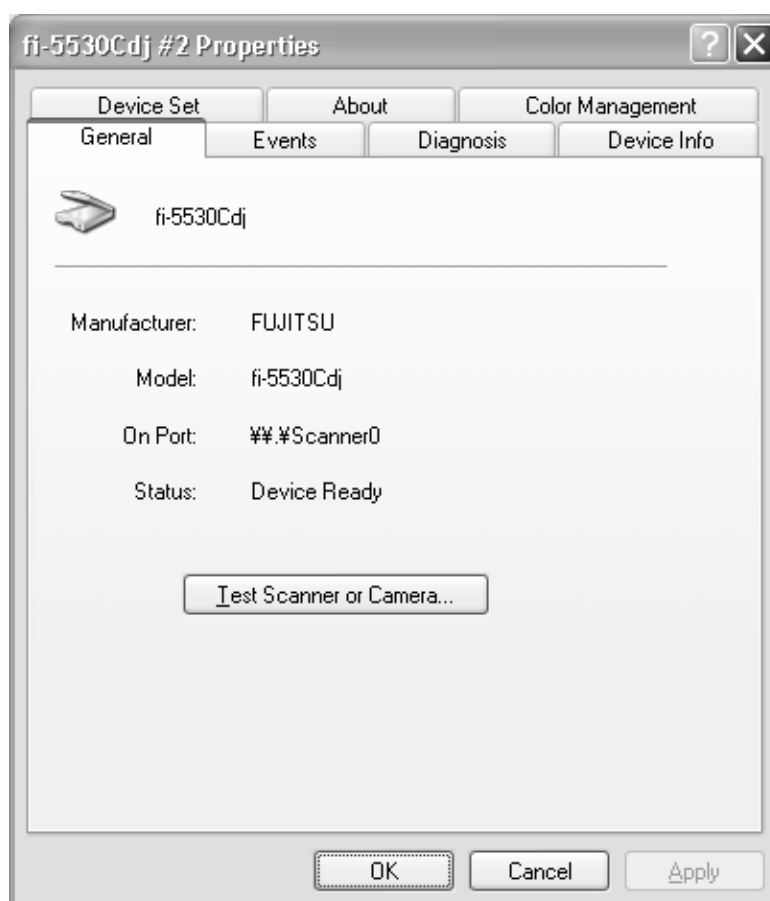 fi-5530Cdj #2 Properties
Device Set About Color Management
General Events Diagnosis Device Info
fi-5530Cdj
Manufacturer: FUJITSU
Model: fi-5530Cdj
On Port: ¥¥.¥Scanner0
Status: Device Ready
Test Scanner or Camera...
OK Cancel Apply